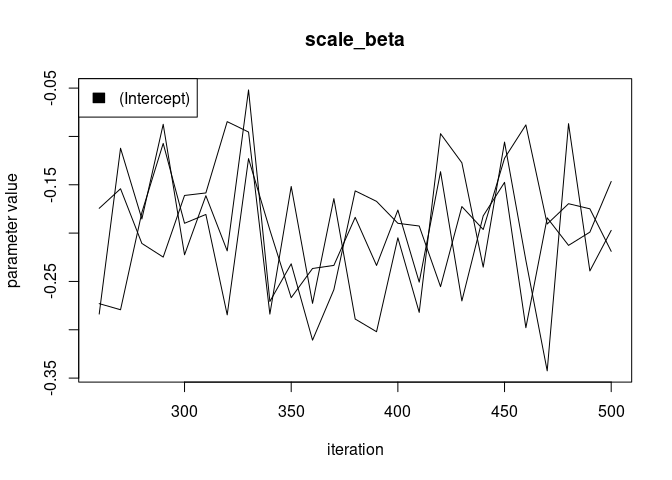 scale_beta
(Intercept)
parameter value
-0.05
-0.15
-0.25
-0.35
300 350 400 450 500
iteration